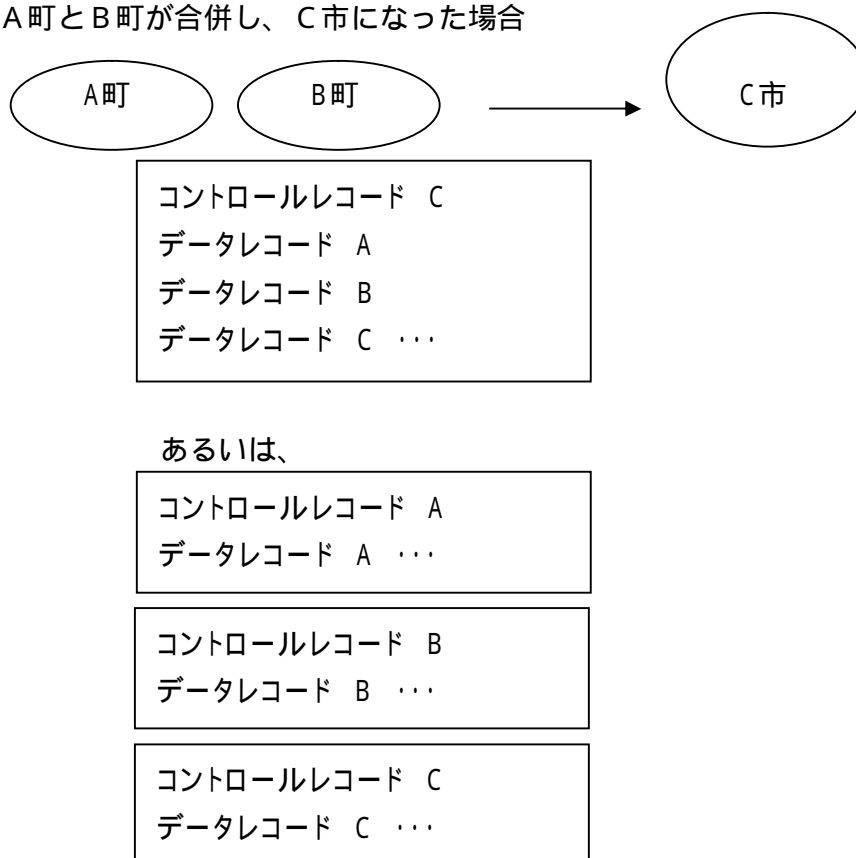 A町とB町が合併し、C市になった場合
A町
B町
C市
コントロールレコード C
データレコード A
データレコード B
データレコード C ···
あるいは、
コントロールレコード A
データレコード A ···
コントロールレコード B
データレコード B ···
コントロールレコード C
データレコード C ···